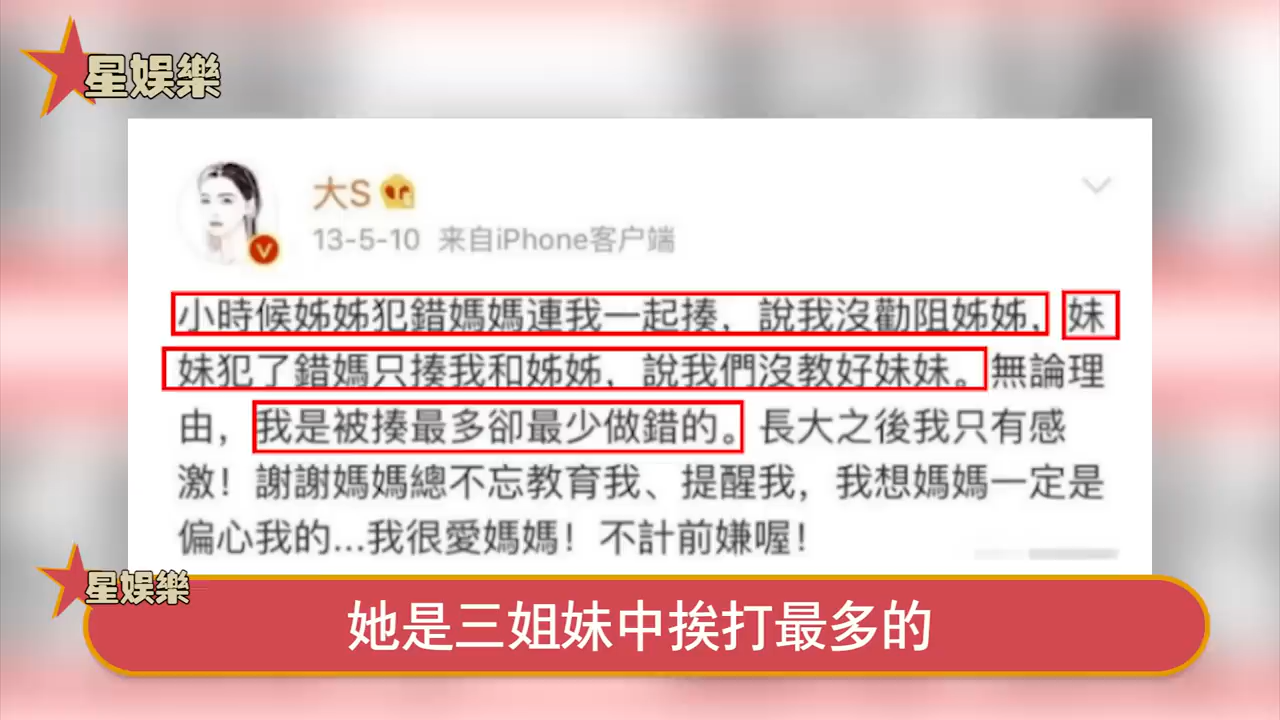 星娱樂
大S
13-5-10 来自iPhone客户端
小時候姊姊犯錯媽媽連我一起揍，說我沒勸阻姊姊，妹
妹犯了錯媽只揍我和姊姊，說我們沒教好妹妹。無論理
由，我是被揍最多卻最少做錯的。長大之後我只有感
激！謝謝媽媽總不忘教育我、提醒我，我想媽媽一定是
偏心我的...我很愛媽媽！不計前嫌喔！
星娱樂
她是三姐妹中挨打最多的